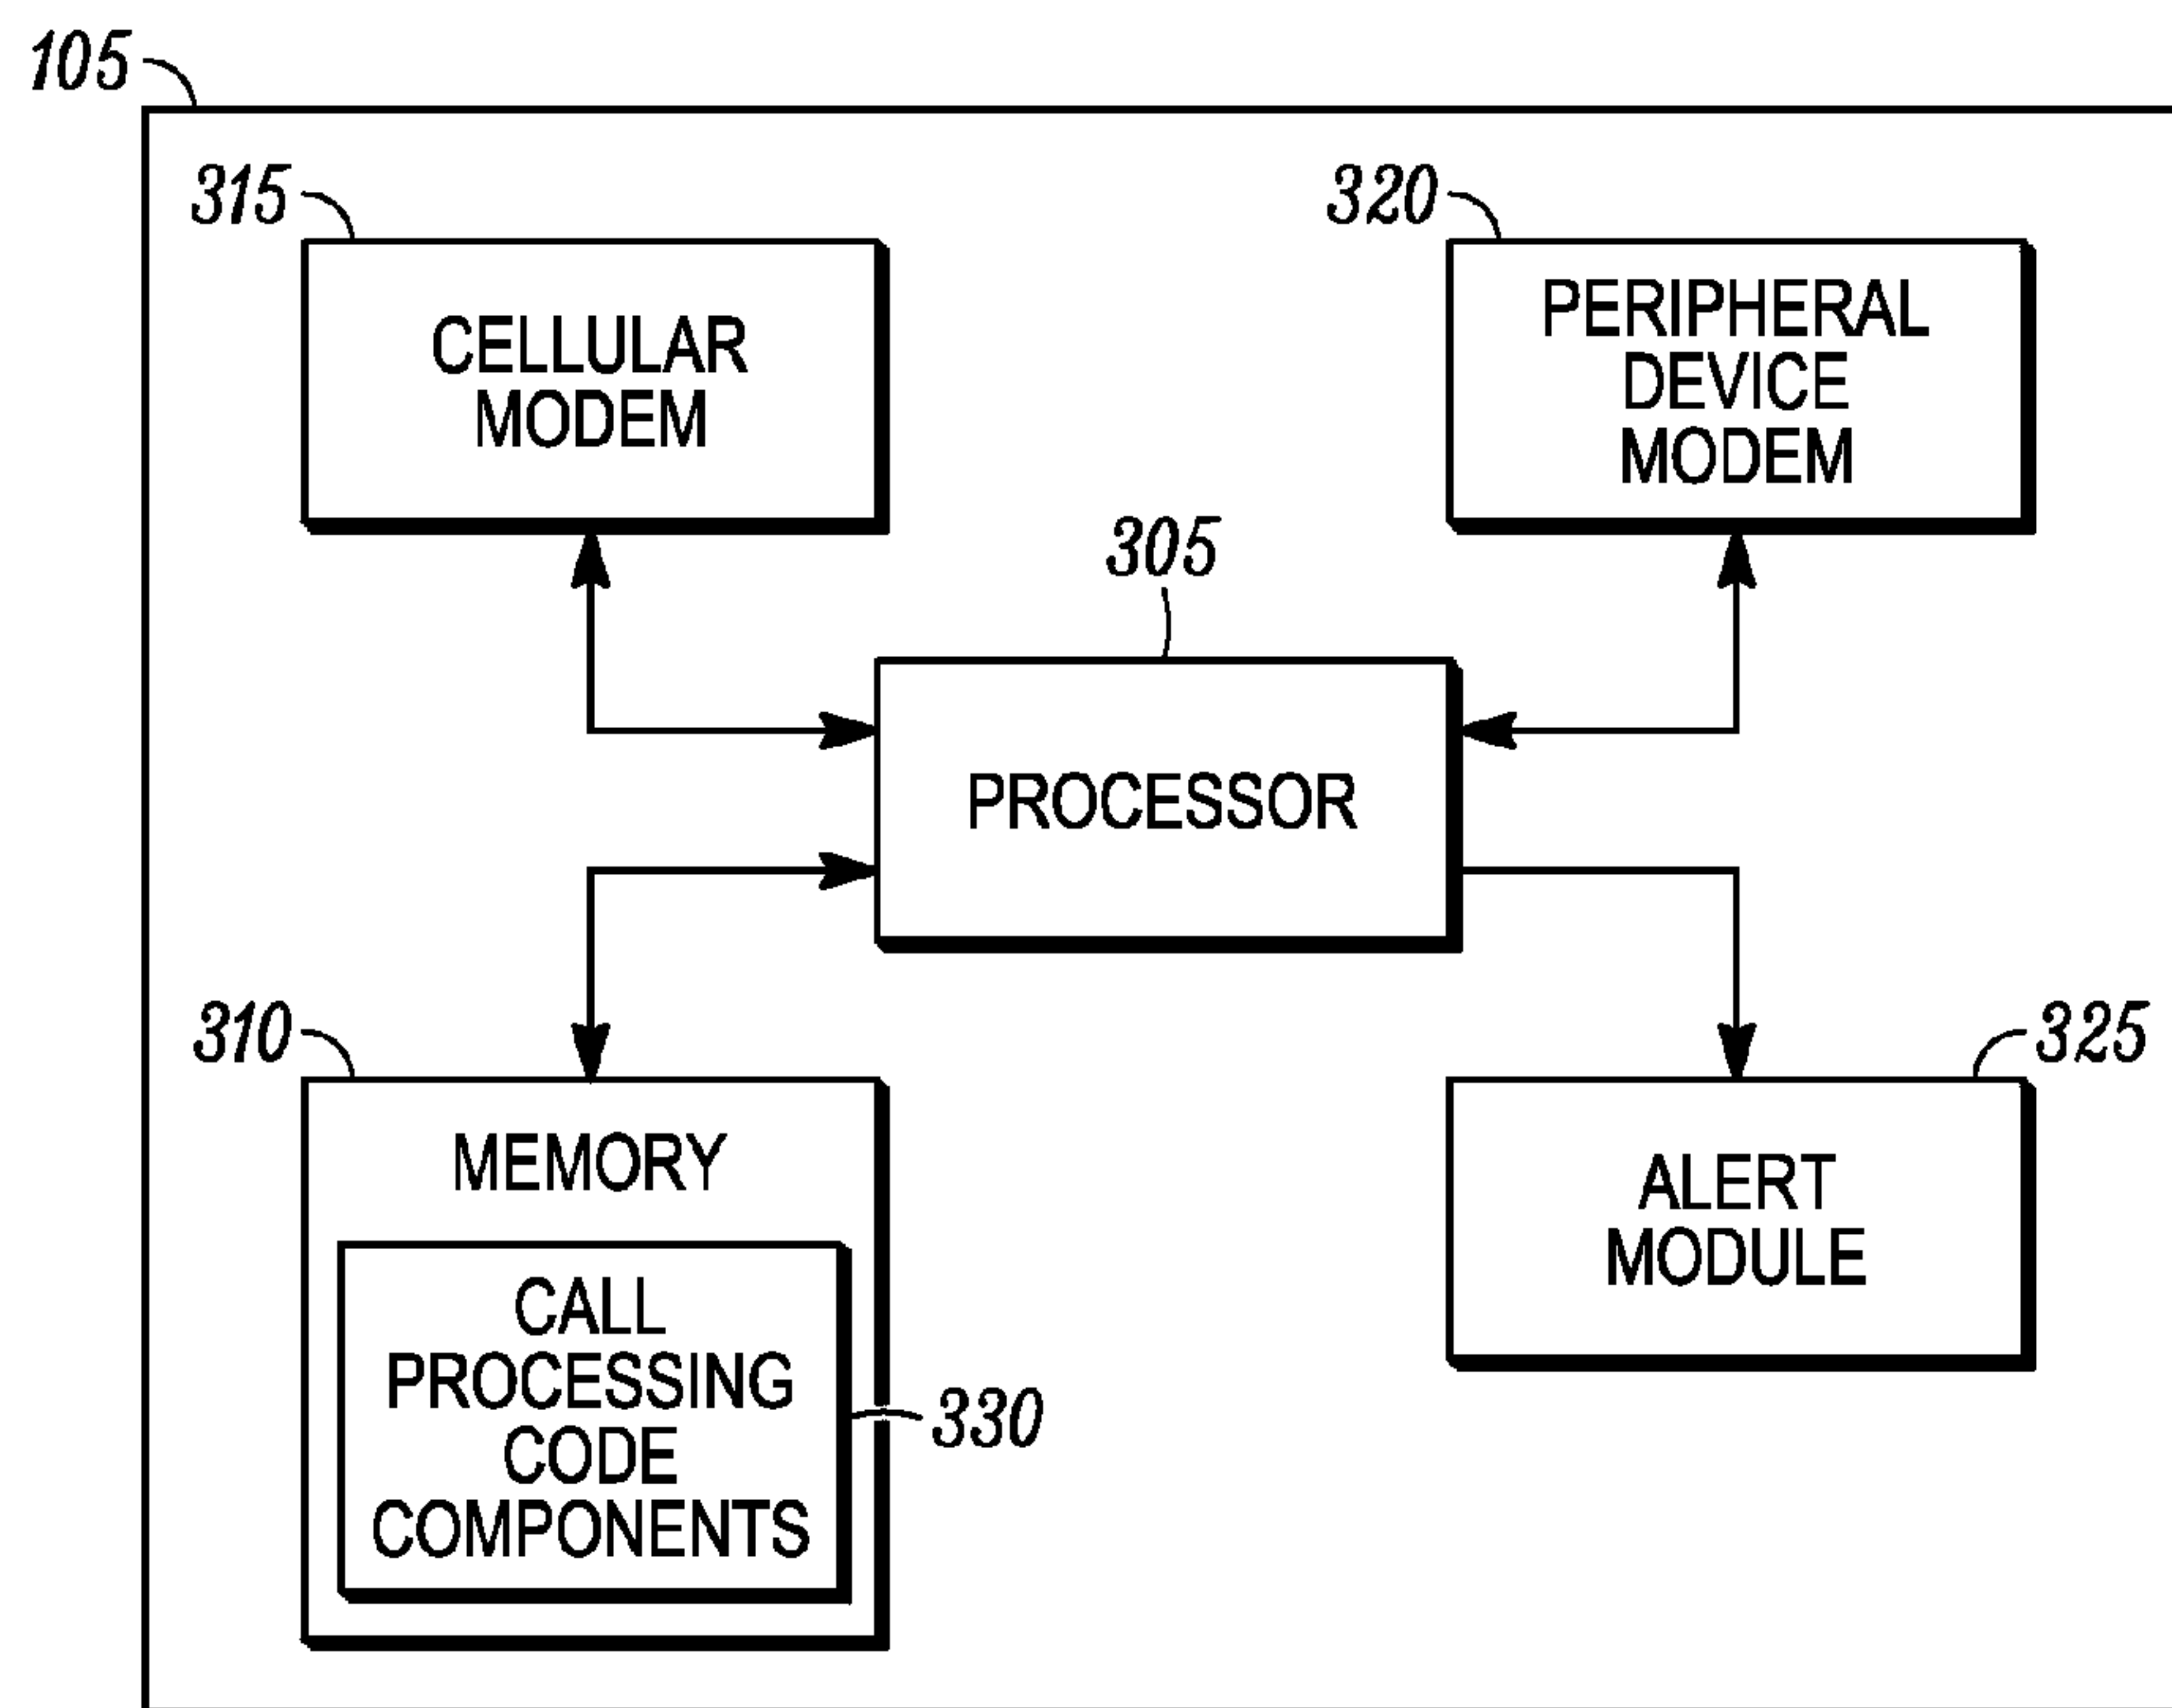 105
315
320
CELLULAR
MODEM
PERIPHERAL
DEVICE
MODEM
305
PROCESSOR
310
325
MEMORY
ALERT
MODULE
CALL
PROCESSING
CODE
COMPONENTS
330